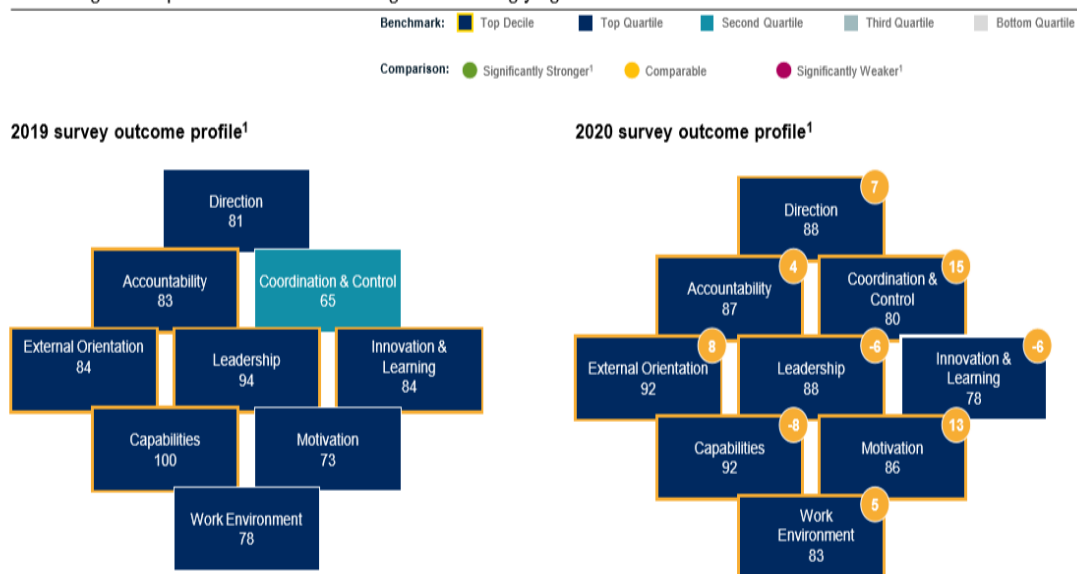 Benchmark: Top Decile Top Quartile Second Quartile Third Quartile Bottom Quartile
Comparison: Significantly Stronger¹ Comparable Significantly Weaker¹
2019 survey outcome profile¹
Direction
81
Accountability
83
Coordination & Control
65
External Orientation
84
Leadership
94
Innovation &
Learning
84
Capabilities
100
Motivation
73
Work Environment
78
2020 survey outcome profile¹
7
Direction
88
4
Accountability
87
15
Coordination &
Control
80
8
External Orientation
92
-6
Leadership
88
-6
Innovation &
Learning
78
-8
Capabilities
92
13
Motivation
86
5
Work
Environment
83